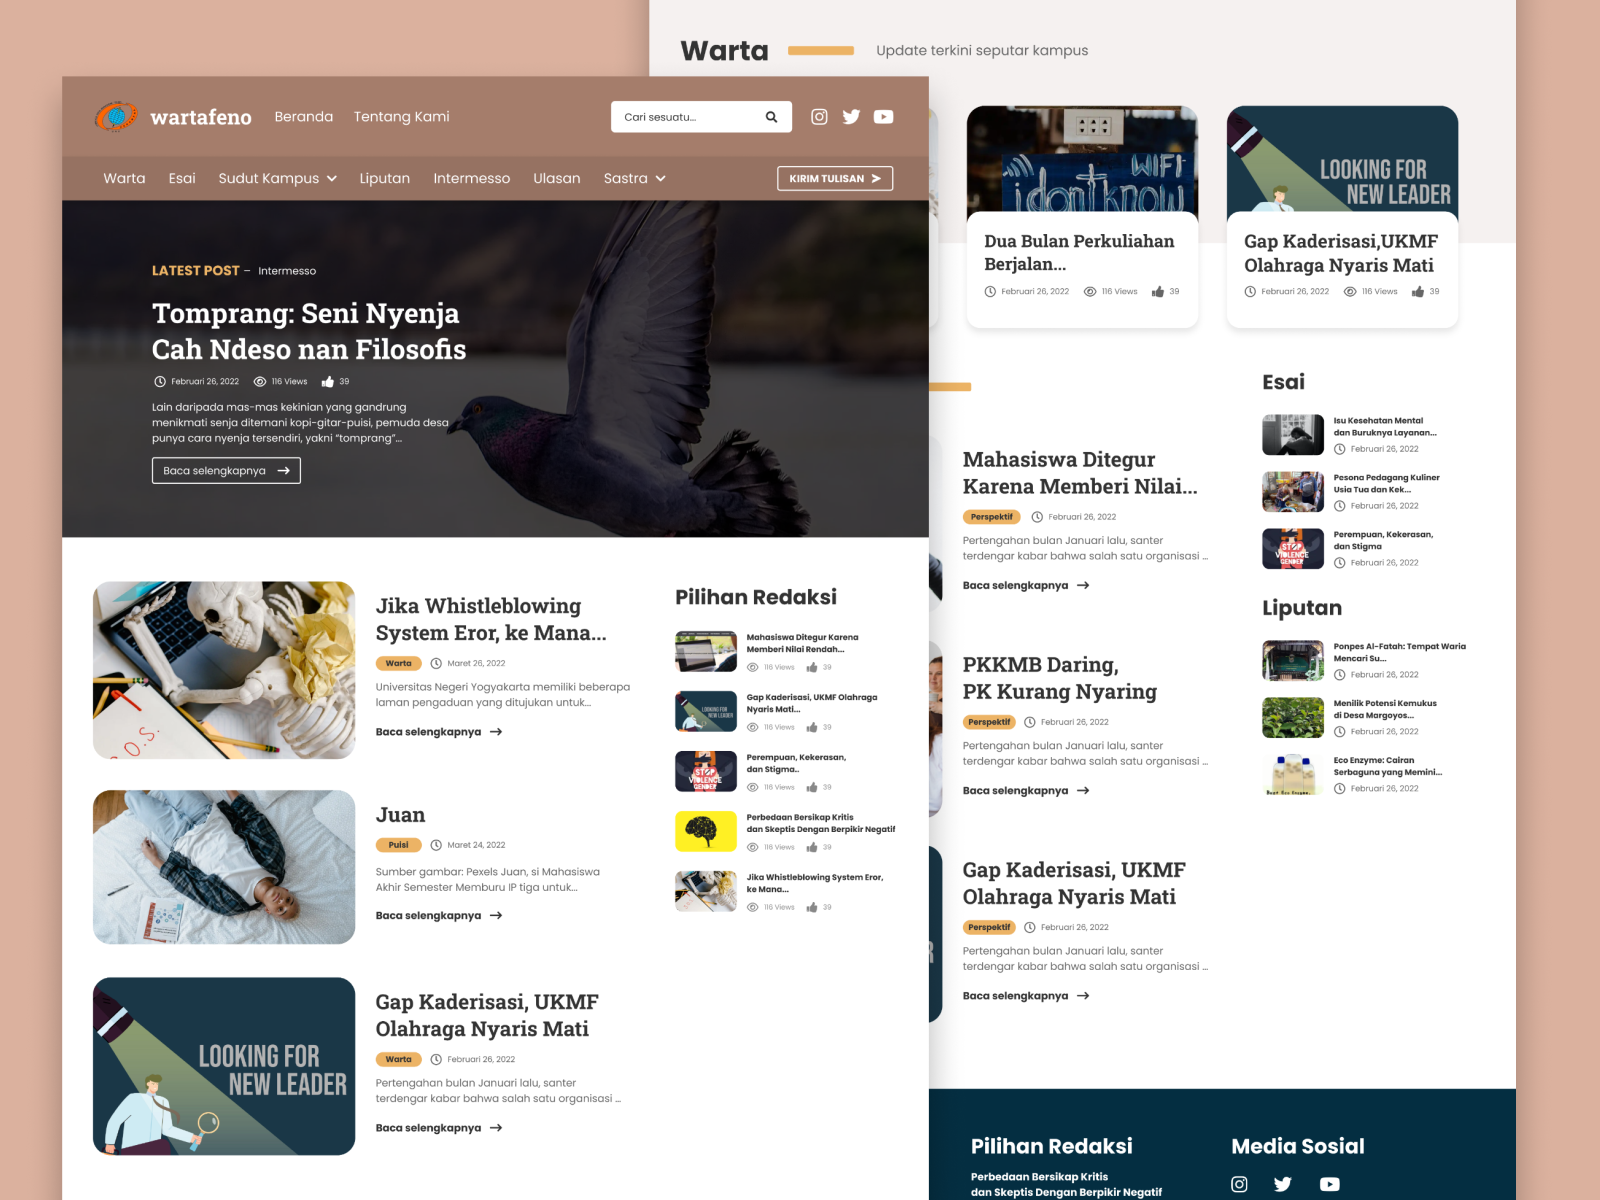 wartafeno
Beranda
Tentang Kami
Cari sesuatu...
Warta
Esai
Sudut Kampus
Liputan
Intermesso
Ulasan
Sastra
KIRIM TULISAN
LATEST POST – Intermesso
Tomprang: Seni Nyenja
Cah Ndeso nan Filosofis
Februari 26, 2022
116 Views
39
Lain daripada mas-mas kekinian yang gandrung
menikmati senja ditemani kopi-gitar-puisi, pemuda desa
punya cara nyenja tersendiri, yakni “tomprang”...
Baca selengkapnya
S.O.S.
Jika Whistleblowing
System Eror, ke Mana...
Warta
Maret 26, 2022
Universitas Negeri Yogyakarta memiliki beberapa
laman pengaduan yang ditujukan untuk...
Baca selengkapnya
Juan
Puisi
Maret 24, 2022
Sumber gambar: Pexels Juan, si Mahasiswa
Akhir Semester Memburu IP tiga untuk...
Baca selengkapnya
LOOKING FOR
NEW LEADER
Gap Kaderisasi, UKMF
Olahraga Nyaris Mati
Warta
Februari 26, 2022
Pertengahan bulan Januari lalu, santer
terdengar kabar bahwa salah satu organisasi ...
Baca selengkapnya
Pilihan Redaksi
Mahasiswa Ditegur Karena
Memberi Nilai Rendah...
116 Views
39
LOOKING FOR
NEW LEADER
Gap Kaderisasi, UKMF Olahraga
Nyaris Mati...
116 Views
39
STOP
VIOLENCE
GENDER
Perempuan, Kekerasan,
dan Stigma..
116 Views
39
Perbedaan Bersikap Kritis
dan Skeptis Dengan Berpikir Negatif
116 Views
39
Jika Whistleblowing System Eror,
ke Mana...
116 Views
39
Warta
Update terkini seputar kampus
WIFI
i don't know
Dua Bulan Perkuliahan
Berjalan...
Februari 26, 2022
116 Views
39
LOOKING FOR
NEW LEADER
Gap Kaderisasi,UKMF
Olahraga Nyaris Mati
Februari 26, 2022
116 Views
39
Mahasiswa Ditegur
Karena Memberi Nilai...
Perspektif
Februari 26, 2022
Pertengahan bulan Januari lalu, santer
terdengar kabar bahwa salah satu organisasi ...
Baca selengkapnya
PKKMB Daring,
PK Kurang Nyaring
Perspektif
Februari 26, 2022
Pertengahan bulan Januari lalu, santer
terdengar kabar bahwa salah satu organisasi ...
Baca selengkapnya
R
Gap Kaderisasi, UKMF
Olahraga Nyaris Mati
Perspektif
Februari 26, 2022
Pertengahan bulan Januari lalu, santer
terdengar kabar bahwa salah satu organisasi ...
Baca selengkapnya
Esai
Isu Kesehatan Mental
dan Buruknya Layanan...
Februari 26, 2022
Pesona Pedagang Kuliner
Usia Tua dan Kek...
Februari 26, 2022
STOP
VIOLENCE
GENDER
Perempuan, Kekerasan,
dan Stigma
Februari 26, 2022
Liputan
Ponpes Al-Fatah: Tempat Waria
Mencari Su...
Februari 26, 2022
Menilik Potensi Kemukus
di Desa Margoyos...
Februari 26, 2022
Eco Enzyme: Cairan
Serbaguna yang Memini...
Februari 26, 2022
Pilihan Redaksi
Perbedaan Bersikap Kritis
dan Skeptis Dengan Berpikir Negatif
Media Sosial